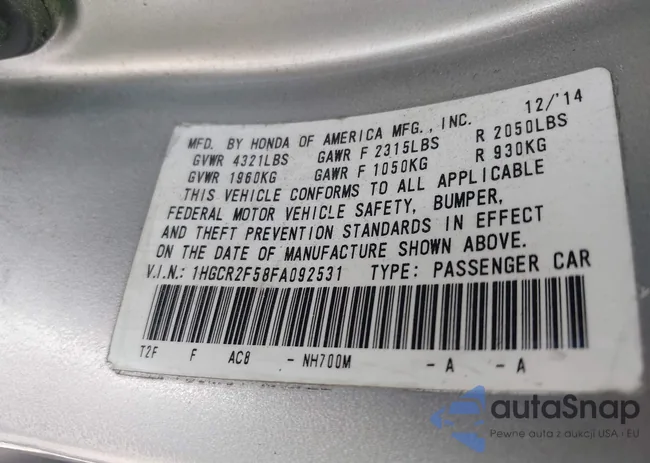 12/'14
MFD. BY HONDA OF AMERICA MFG., INC.
GVWR 4321LBS GAWR F 2315LBS R 2050LBS
GVWR 1960KG GAWR F 1050KG R 930KG
THIS VEHICLE CONFORMS TO ALL APPLICABLE
FEDERAL MOTOR VEHICLE SAFETY, BUMPER,
AND THEFT PREVENTION STANDARDS IN EFFECT
ON THE DATE OF MANUFACTURE SHOWN ABOVE.
V.I.N.: 1HGCR2F58FA092531 TYPE: PASSENGER CAR
T2F F AC8 - NH700M - A - A
autaSnap
Pewne auta z aukcji USA i EU